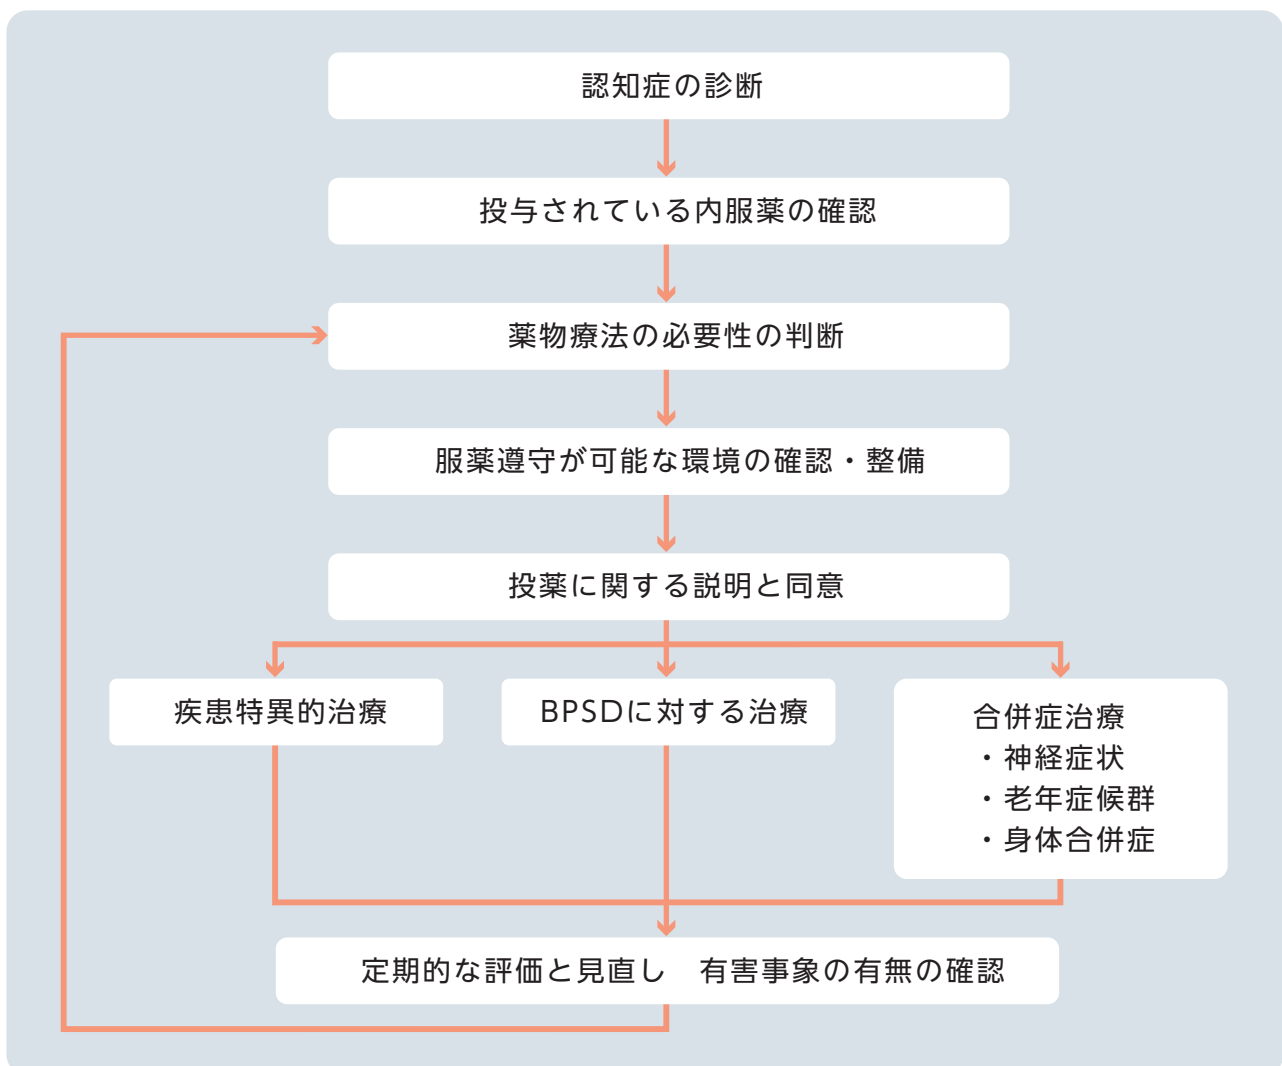 認知症の診断
投与されている内服薬の確認
薬物療法の必要性の判断
服薬遵守が可能な環境の確認・整備
投薬に関する説明と同意
疾患特異的治療
BPSDに対する治療
合併症治療
・神経症状
・老年症候群
・身体合併症
定期的な評価と見直し　有害事象の有無の確認